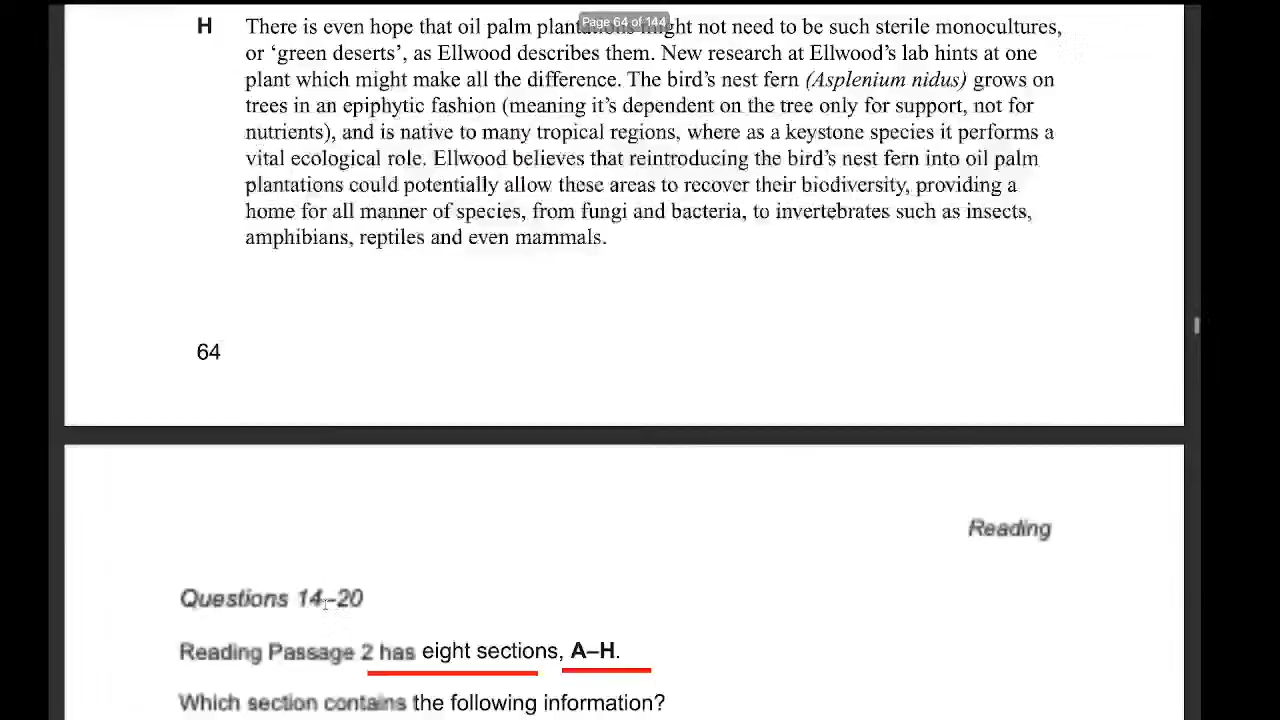 Page 64 of 144
H There is even hope that oil palm plantations might not need to be such sterile monocultures,
or ‘green deserts’, as Ellwood describes them. New research at Ellwood’s lab hints at one
plant which might make all the difference. The bird’s nest fern (Asplenium nidus) grows on
trees in an epiphytic fashion (meaning it’s dependent on the tree only for support, not for
nutrients), and is native to many tropical regions, where as a keystone species it performs a
vital ecological role. Ellwood believes that reintroducing the bird’s nest fern into oil palm
plantations could potentially allow these areas to recover their biodiversity, providing a
home for all manner of species, from fungi and bacteria, to invertebrates such as insects,
amphibians, reptiles and even mammals.
64
Reading
Questions 14–20
Reading Passage 2 has eight sections, A–H.
Which section contains the following information?